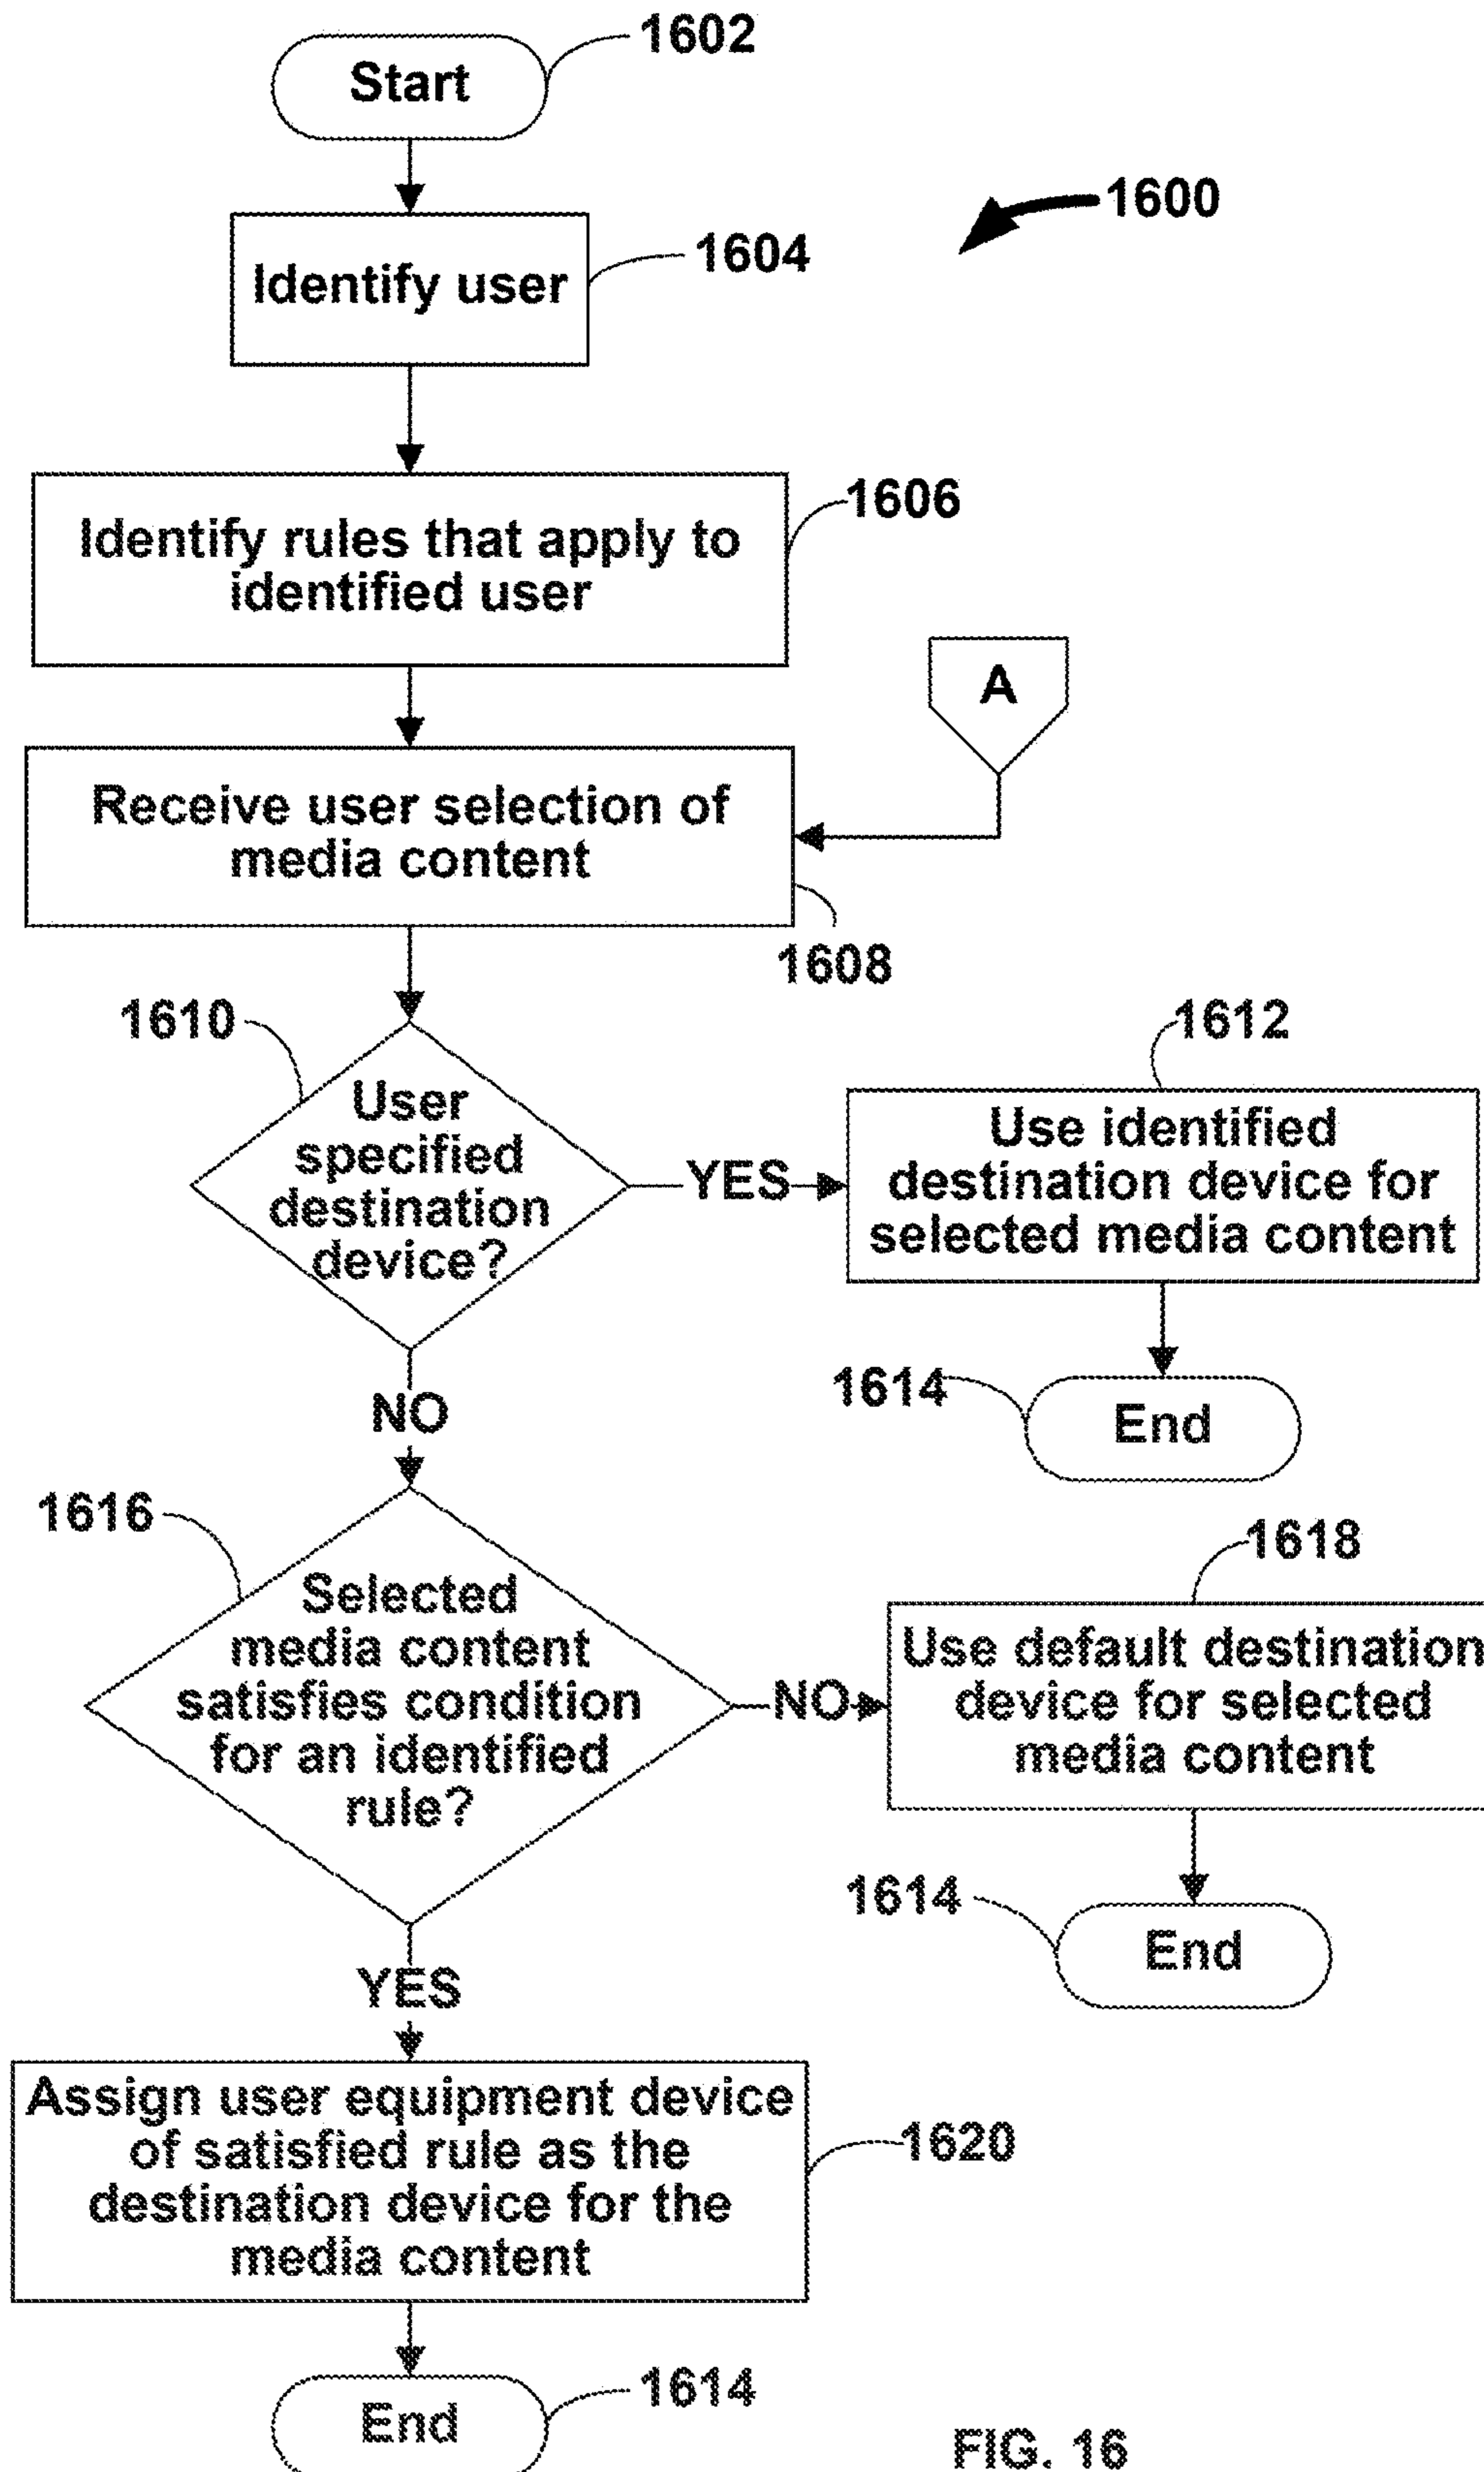 1602
Start
1600
1604
Identify user
1606
Identify rules that apply to
identified user
A
Receive user selection of
media content
1608
1610
User
specified
destination
device?
YES
1612
Use identified
destination device for
selected media content
1614
End
NO
1616
Selected
media content
satisfies condition
for an identified
rule?
NO
1618
Use default destination
device for selected
media content
1614
End
YES
Assign user equipment device
of satisfied rule as the
destination device for the
media content
1620
End
1614
FIG. 16